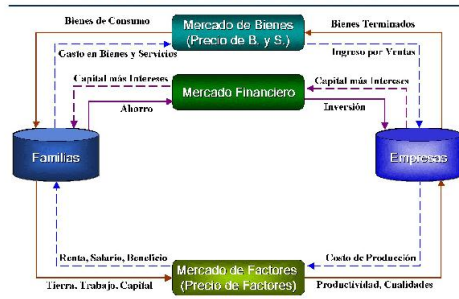 Bienes de Consumo
Mercado de Bienes
(Precio de B. y S.)
Bienes Terminados
Gasto en Bienes y Servicios
Ingreso por Ventas
Capital más Intereses
Mercado Financiero
Capital más Intereses
Ahorro
Inversión
Familias
Empresas
Renta, Salario, Beneficio
Costo de Producción
Mercado de Factores
(Precio de Factores)
Tierra, Trabajo, Capital
Productividad, Cualidades